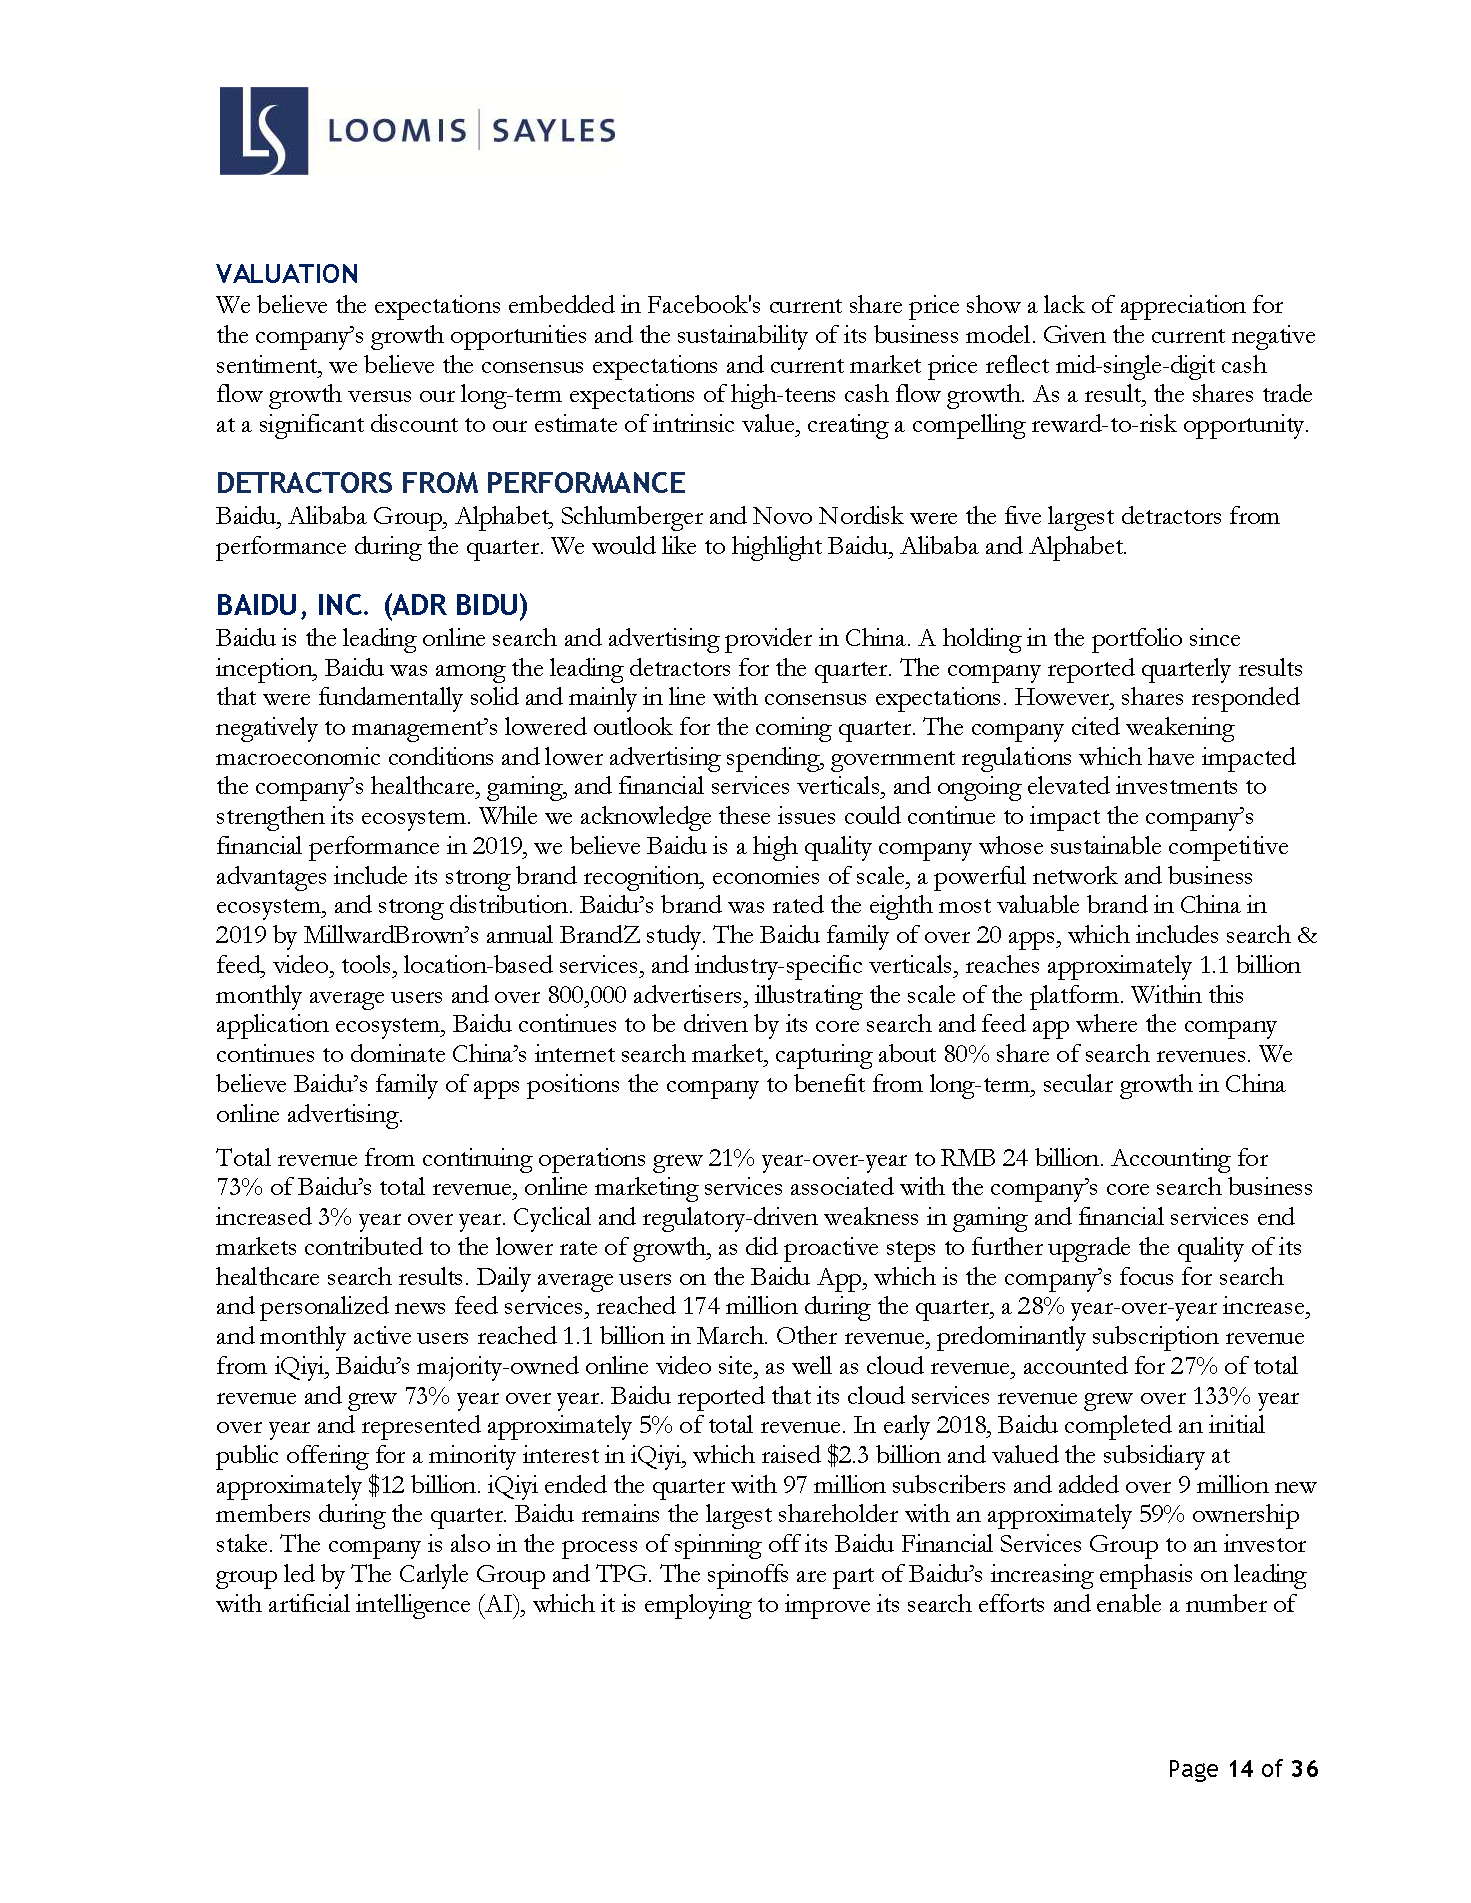 LS LOOMIS | SAYLES
VALUATION
We believe the expectations embedded in Facebook's current share price show a lack of appreciation for
the company’s growth opportunities and the sustainability of its business model. Given the current negative
sentiment, we believe the consensus expectations and current market price reflect mid-single-digit cash
flow growth versus our long-term expectations of high-teens cash flow growth. As a result, the shares trade
at a significant discount to our estimate of intrinsic value, creating a compelling reward-to-risk opportunity.
DETRACTORS FROM PERFORMANCE
Baidu, Alibaba Group, Alphabet, Schlumberger and Novo Nordisk were the five largest detractors from
performance during the quarter. We would like to highlight Baidu, Alibaba and Alphabet.
BAIDU, INC. (ADR BIDU)
Baidu is the leading online search and advertising provider in China. A holding in the portfolio since
inception, Baidu was among the leading detractors for the quarter. The company reported quarterly results
that were fundamentally solid and mainly in line with consensus expectations. However, shares responded
negatively to management’s lowered outlook for the coming quarter. The company cited weakening
macroeconomic conditions and lower advertising spending, government regulations which have impacted
the company’s healthcare, gaming, and financial services verticals, and ongoing elevated investments to
strengthen its ecosystem. While we acknowledge these issues could continue to impact the company’s
financial performance in 2019, we believe Baidu is a high quality company whose sustainable competitive
advantages include its strong brand recognition, economies of scale, a powerful network and business
ecosystem, and strong distribution. Baidu’s brand was rated the eighth most valuable brand in China in
2019 by MillwardBrown’s annual BrandZ study. The Baidu family of over 20 apps, which includes search &
feed, video, tools, location-based services, and industry-specific verticals, reaches approximately 1.1 billion
monthly average users and over 800,000 advertisers, illustrating the scale of the platform. Within this
application ecosystem, Baidu continues to be driven by its core search and feed app where the company
continues to dominate China’s internet search market, capturing about 80% share of search revenues. We
believe Baidu’s family of apps positions the company to benefit from long-term, secular growth in China
online advertising.
Total revenue from continuing operations grew 21% year-over-year to RMB 24 billion. Accounting for
73% of Baidu’s total revenue, online marketing services associated with the company’s core search business
increased 3% year over year. Cyclical and regulatory-driven weakness in gaming and financial services end
markets contributed to the lower rate of growth, as did proactive steps to further upgrade the quality of its
healthcare search results. Daily average users on the Baidu App, which is the company’s focus for search
and personalized news feed services, reached 174 million during the quarter, a 28% year-over-year increase,
and monthly active users reached 1.1 billion in March. Other revenue, predominantly subscription revenue
from iQiyi, Baidu’s majority-owned online video site, as well as cloud revenue, accounted for 27% of total
revenue and grew 73% year over year. Baidu reported that its cloud services revenue grew over 133% year
over year and represented approximately 5% of total revenue. In early 2018, Baidu completed an initial
public offering for a minority interest in iQiyi, which raised $2.3 billion and valued the subsidiary at
approximately $12 billion. iQiyi ended the quarter with 97 million subscribers and added over 9 million new
members during the quarter. Baidu remains the largest shareholder with an approximately 59% ownership
stake. The company is also in the process of spinning off its Baidu Financial Services Group to an investor
group led by The Carlyle Group and TPG. The spinoffs are part of Baidu’s increasing emphasis on leading
with artificial intelligence (AI), which it is employing to improve its search efforts and enable a number of
Page 14 of 36